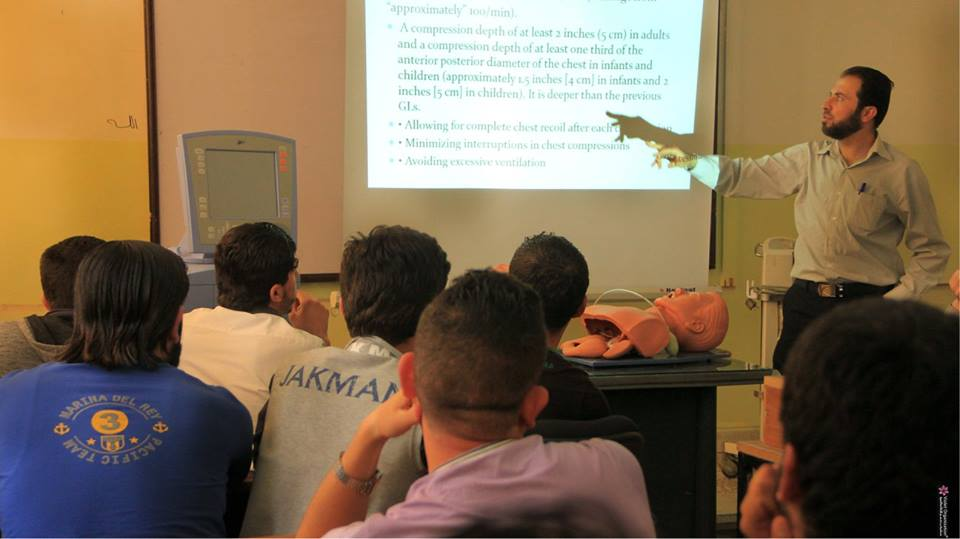 "approximately" 100/min).
A compression depth of at least 2 inches (5 cm) in adults
and a compression depth of at least one third of the
anterior posterior diameter of the chest in infants and
children (approximately 1.5 inches [4 cm] in infants and 2
inches [5 cm] in children). It is deeper than the previous
GLs.
• Allowing for complete chest recoil after each
• Minimizing interruptions in chest compressions
• Avoiding excessive ventilation
الله
JAKMAN
MARINA DEL REY
3
PACIFIC TEAM